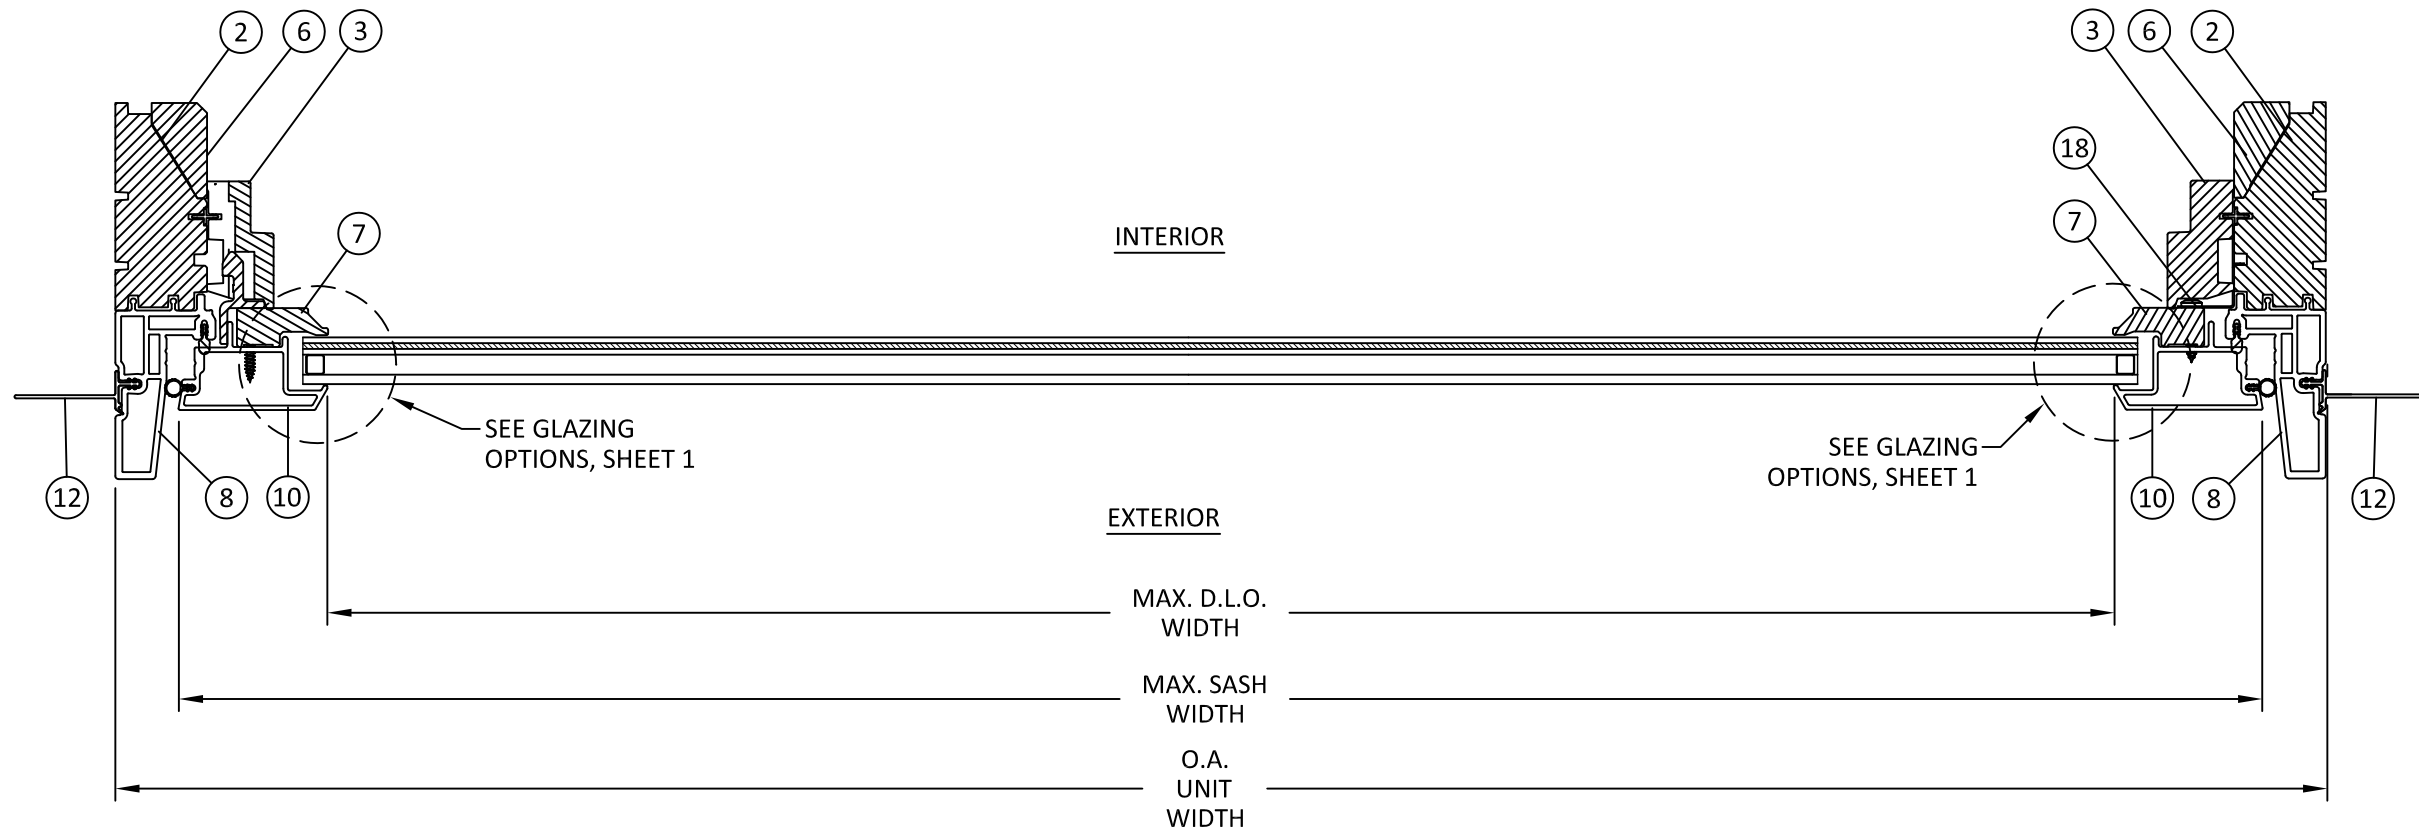 2 6 3 3 6 2
18
7 7
INTERIOR
SEE GLAZING
OPTIONS, SHEET 1
SEE GLAZING
OPTIONS, SHEET 1
12 8 10 10 8 12
EXTERIOR
MAX. D.L.O.
WIDTH
MAX. SASH
WIDTH
O.A.
UNIT
WIDTH